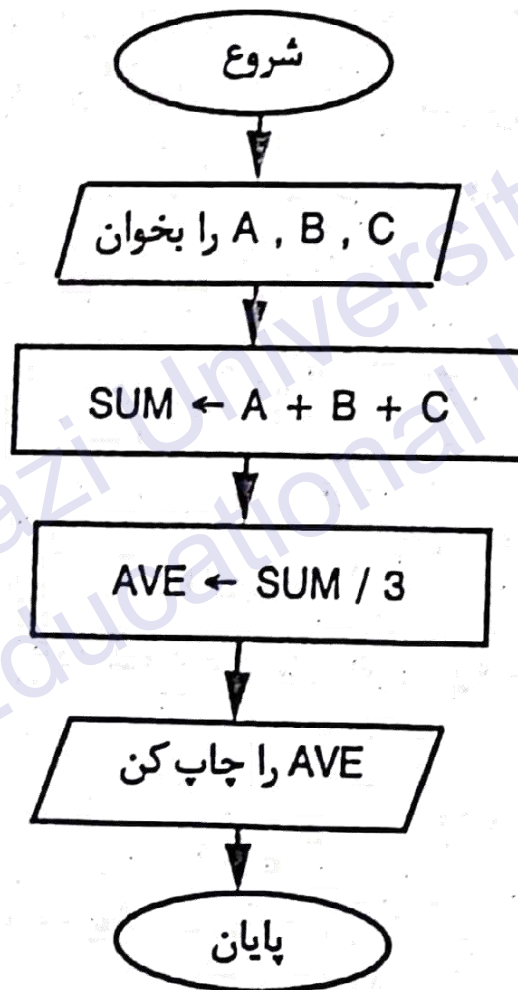 شروع
A , B , C را بخوان
SUM ← A + B + C
AVE ← SUM / 3
AVE را چاپ کن
پایان